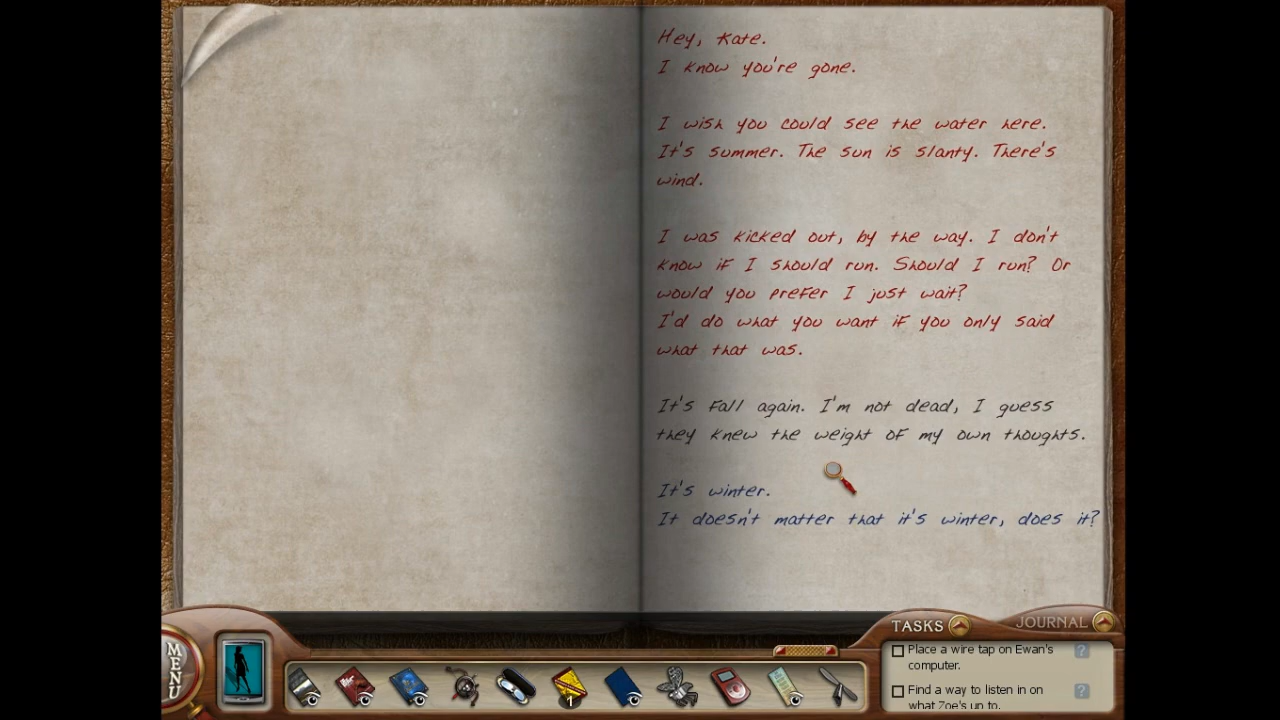 Hey, Kate.
I know you're gone.
I wish you could see the water here.
It's summer. The sun is slanty. There's
wind.
I was kicked out, by the way. I don't
know if I should run. Should I run? Or
would you prefer I just wait?
I'd do what you want if you only said
what that was.
It's Fall again. I'm not dead, I guess
they knew the weight of my own thoughts.
It's winter.
It doesn't matter that it's winter, does it?
MENU
1
TASKS
JOURNAL
Place a wire tap on Ewan's
computer.
?
Find a way to listen in on
what Zoe's up to.
?